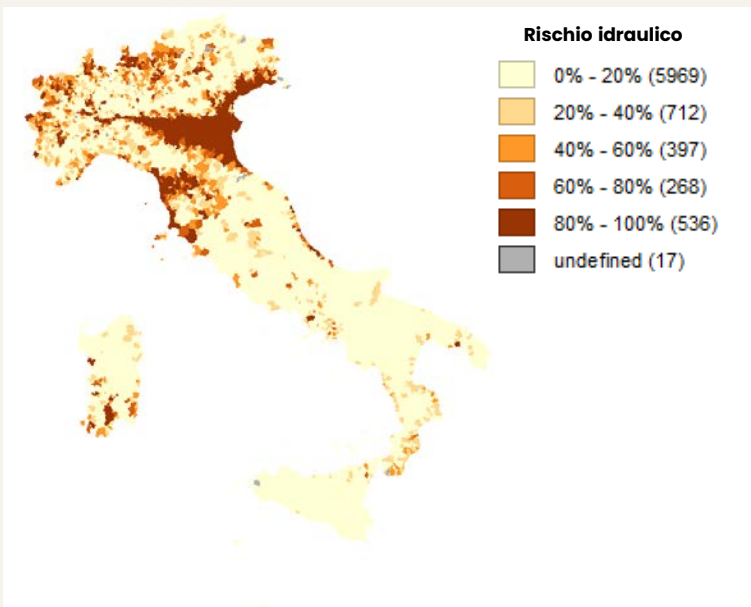 Rischio idraulico
0% - 20% (5969)
20% - 40% (712)
40% - 60% (397)
60% - 80% (268)
80% - 100% (536)
undefined (17)